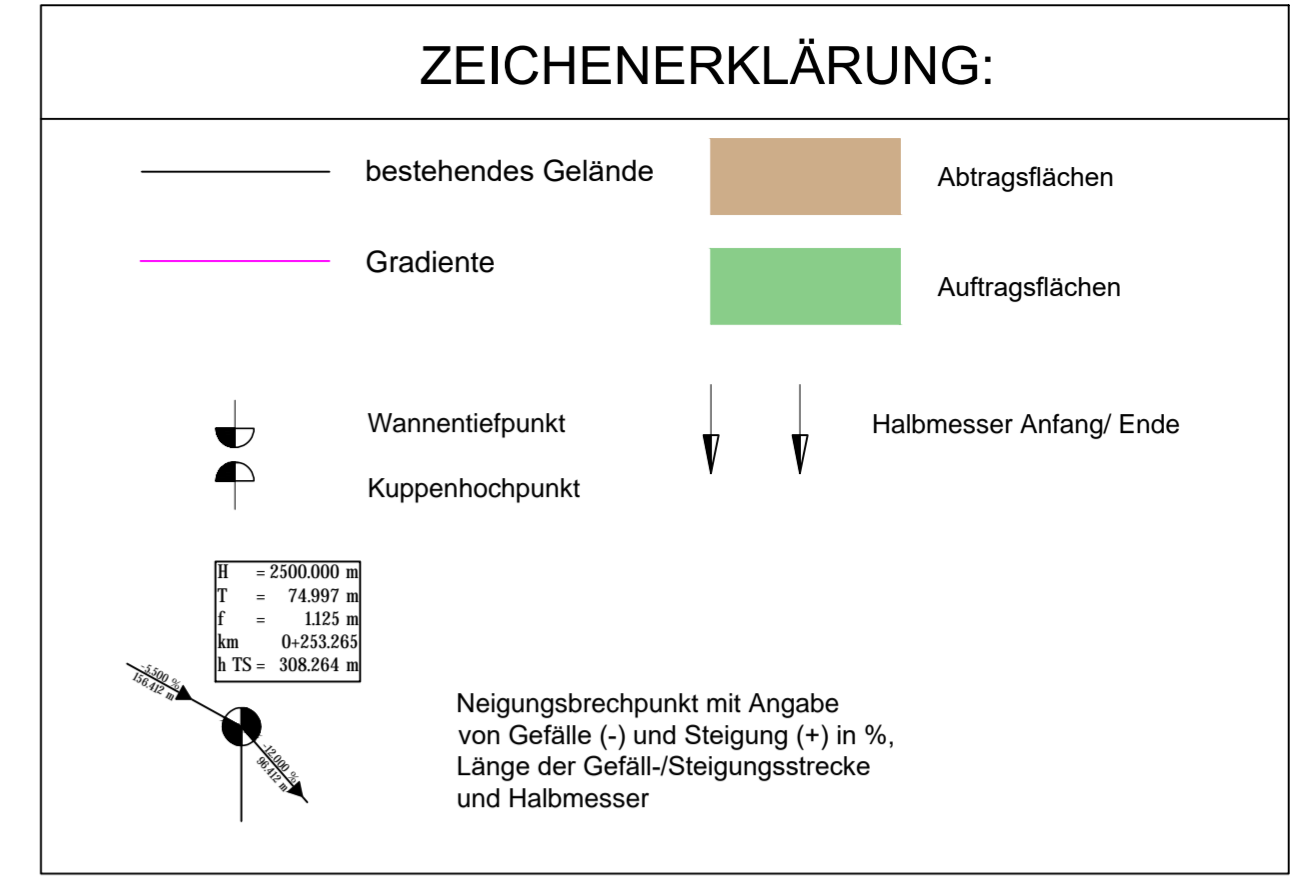 ZEICHENERKLÄRUNG:
bestehendes Gelände
Abtragsflächen
Gradiente
Auftragsflächen
Wannentiefpunkt
Halbmesser Anfang/ Ende
Kuppenhochpunkt
H = 2500.000 m
T = 74.997 m
f = 1.125 m
km 0+253.265
h TS = 308.264 m
-5.500 %
156.412 m
-12.000 %
96.412 m
Neigungsbrechpunkt mit Angabe
von Gefälle (-) und Steigung (+) in %,
Länge der Gefäll-/Steigungsstrecke
und Halbmesser